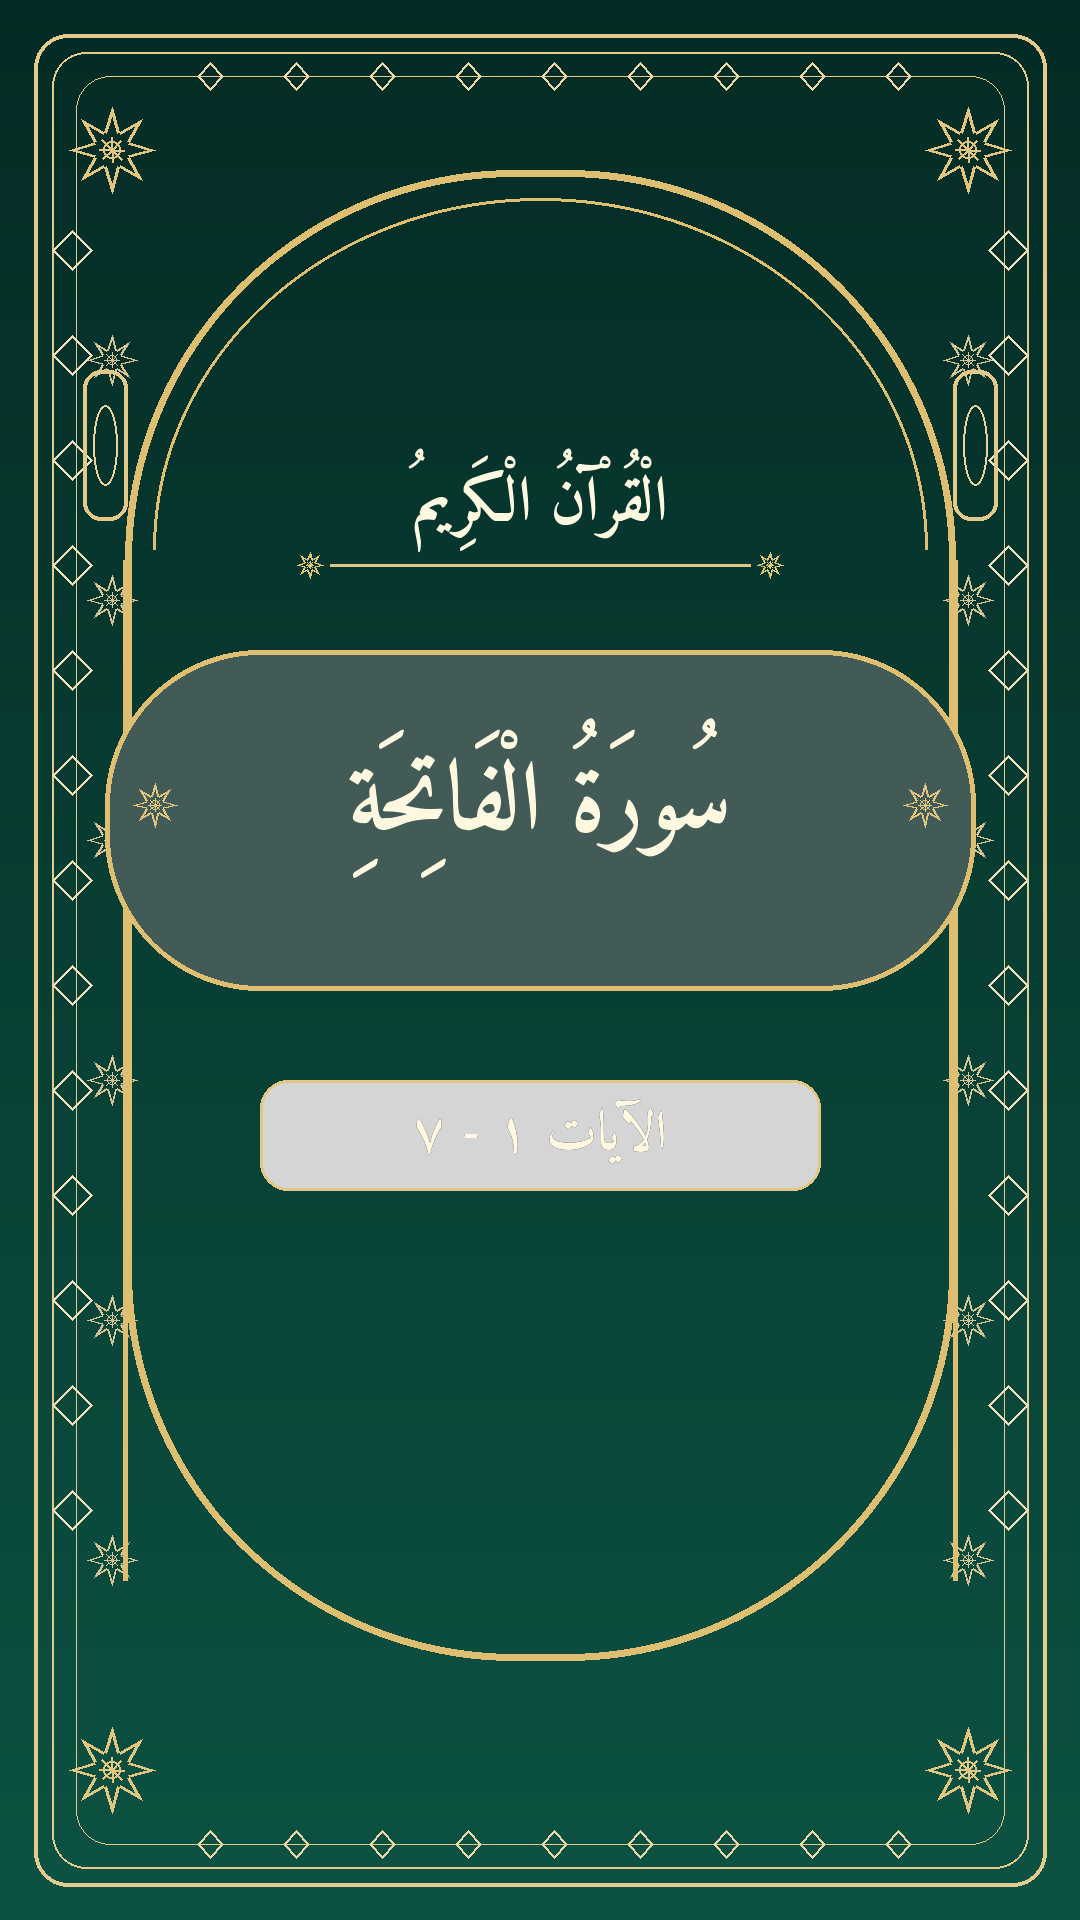 الْقُرْآنُ الْكَرِيمُ
سُورَةُ الْفَاتِحَةِ
الآيات ١ - ٧